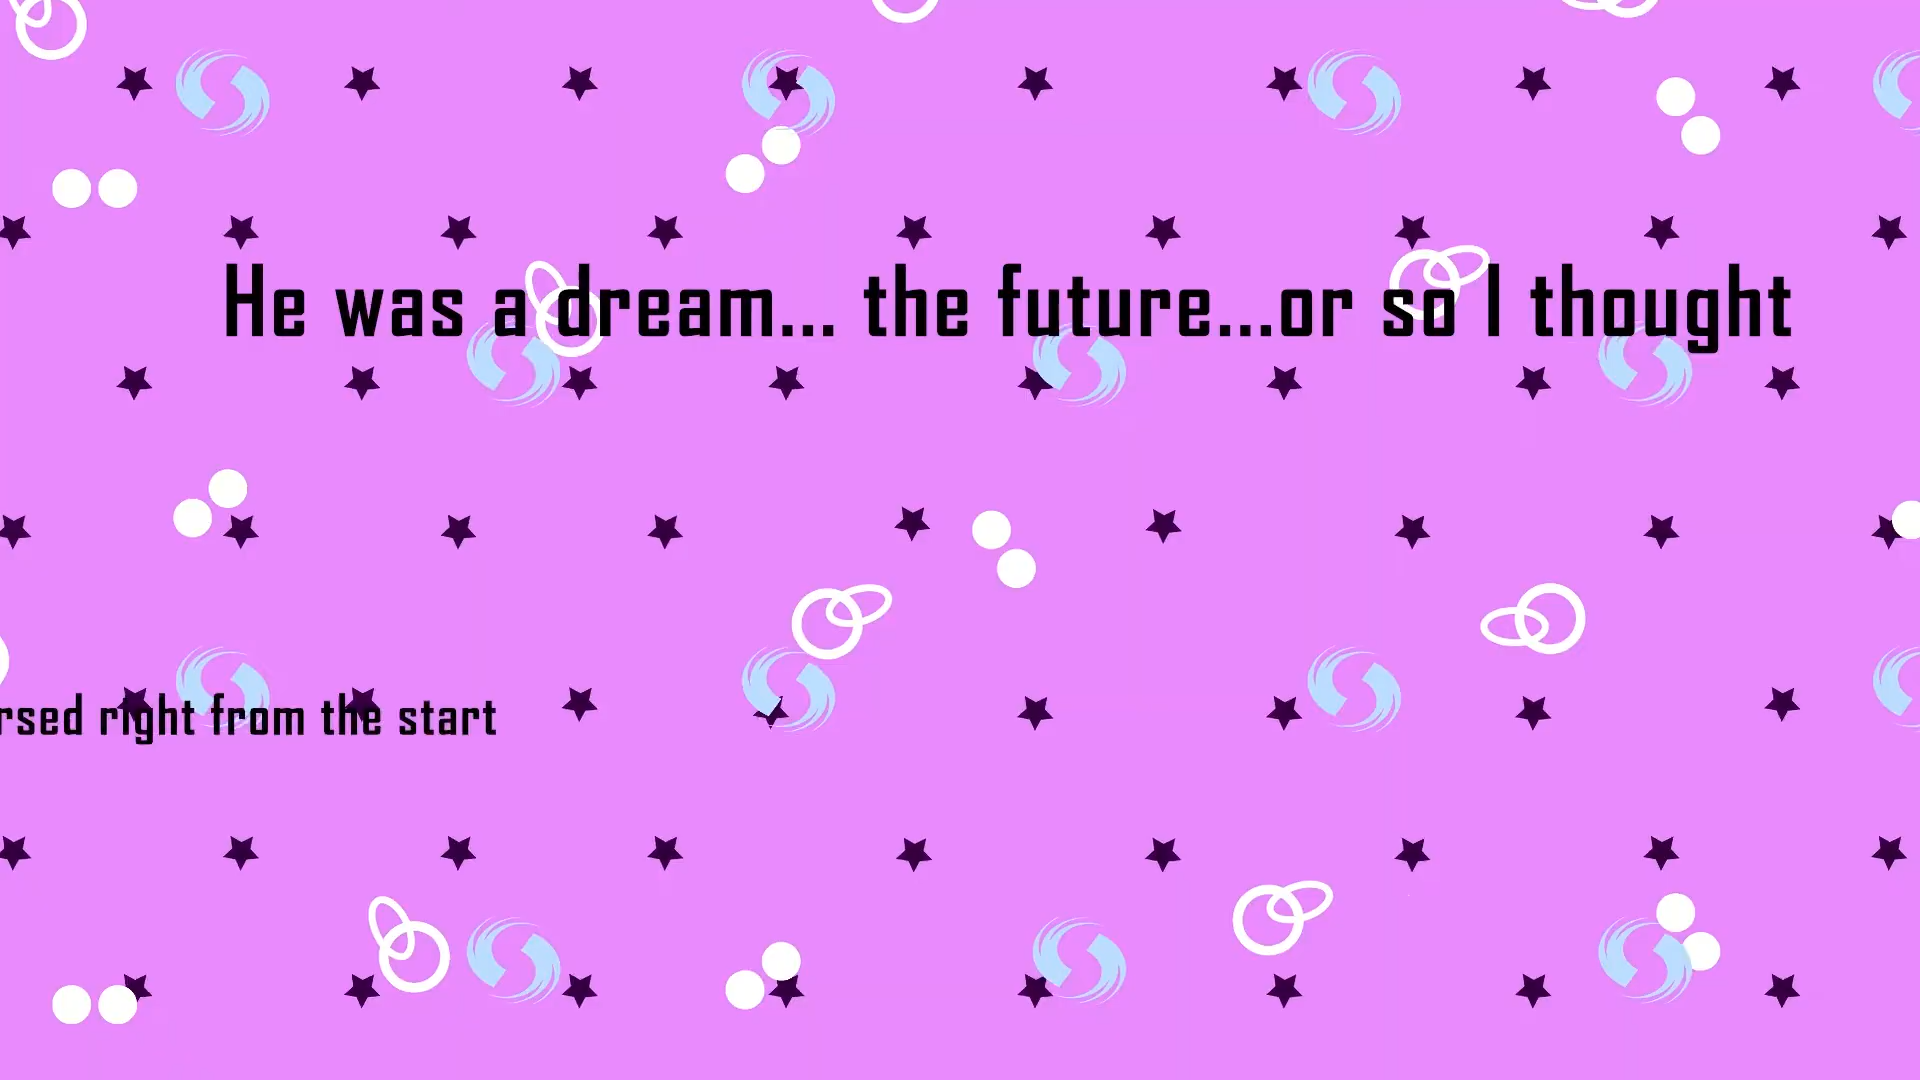 He was a dream... the future...or so I thought
rsed right from the start